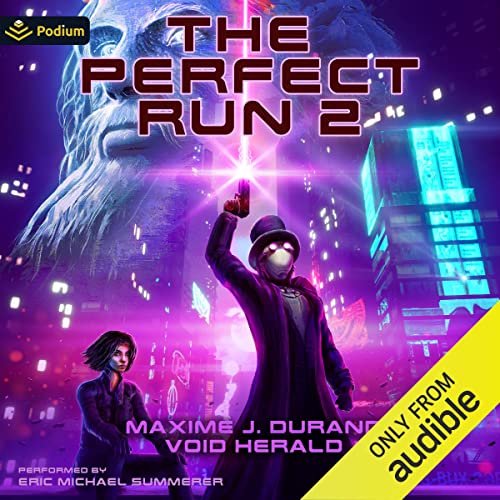 Podium
THE
PERFECT
RUN 2
MAXIME J. DURAND
VOID HERALD
PERFORMED BY
ERIC MICHAEL SUMMERER
ONLY FROM
audible